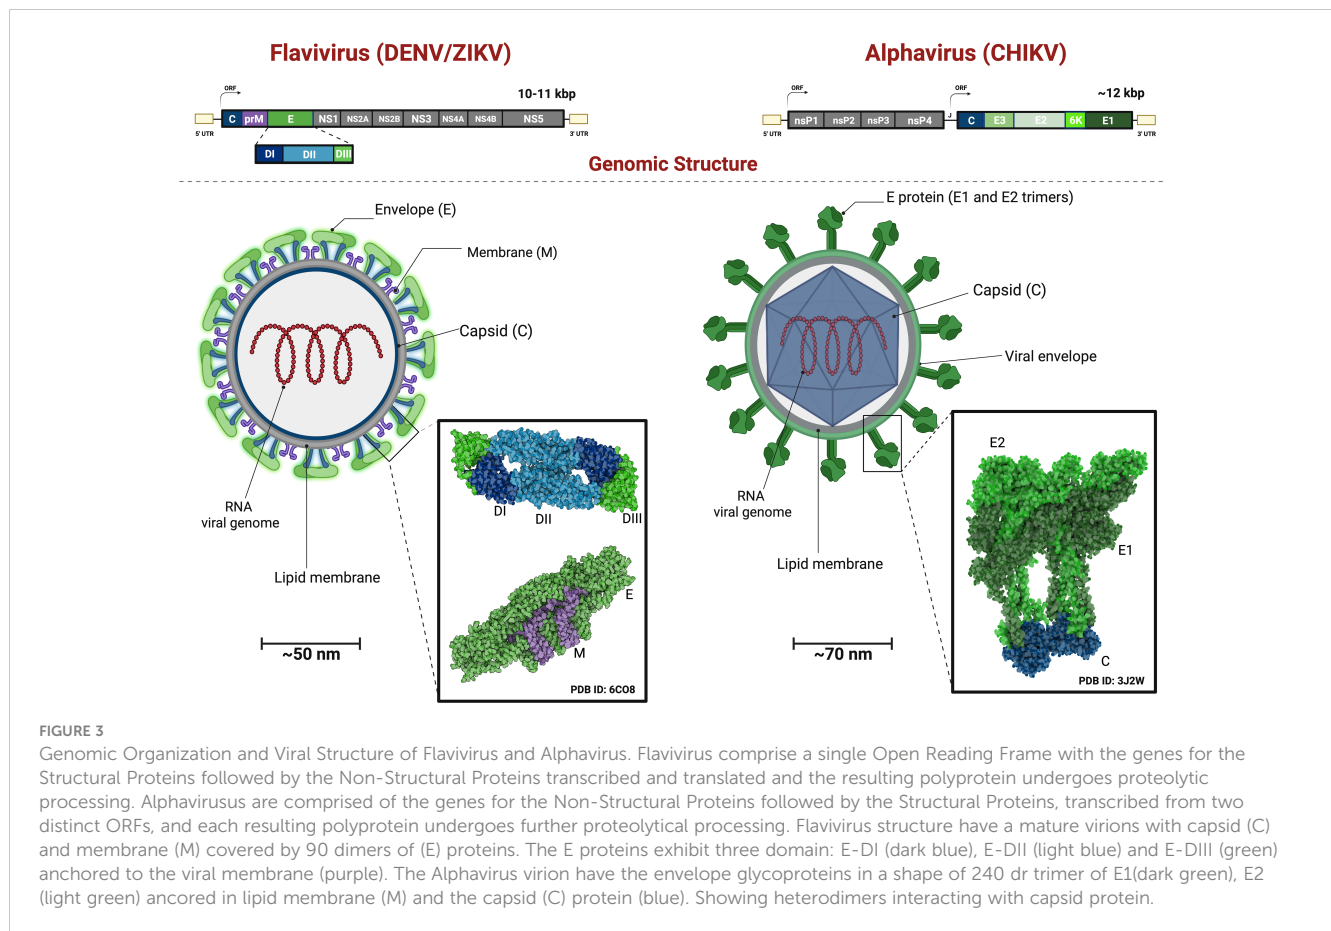 Flavivirus (DENV/ZIKV)
Alphavirus (CHIKV)
ORF
10-11 kbp
C prM E NS1 NS2A NS2B NS3 NS4A NS4B NS5
5' UTR
3' UTR
DI DII DIII
ORF
ORF
~12 kbp
nsP1 nsP2 nsP3 nsP4 J C E3 E2 6K E1
5' UTR
3' UTR
Genomic Structure
Envelope (E)
Membrane (M)
Capsid (C)
RNA
viral genome
Lipid membrane
~50 nm
DI
DII
DIII
E
M
PDB ID: 6CO8
E protein (E1 and E2 trimers)
Capsid (C)
Viral envelope
RNA
viral genome
Lipid membrane
~70 nm
E2
E1
C
PDB ID: 3J2W
FIGURE 3
Genomic Organization and Viral Structure of Flavivirus and Alphavirus. Flavivirus comprise a single Open Reading Frame with the genes for the
Structural Proteins followed by the Non-Structural Proteins transcribed and translated and the resulting polyprotein undergoes proteolytic
processing. Alphavirusus are comprised of the genes for the Non-Structural Proteins followed by the Structural Proteins, transcribed from two
distinct ORFs, and each resulting polyprotein undergoes further proteolytical processing. Flavivirus structure have a mature virions with capsid (C)
and membrane (M) covered by 90 dimers of (E) proteins. The E proteins exhibit three domain: E-DI (dark blue), E-DII (light blue) and E-DIII (green)
anchored to the viral membrane (purple). The Alphavirus virion have the envelope glycoproteins in a shape of 240 dr trimer of E1(dark green), E2
(light green) ancored in lipid membrane (M) and the capsid (C) protein (blue). Showing heterodimers interacting with capsid protein.